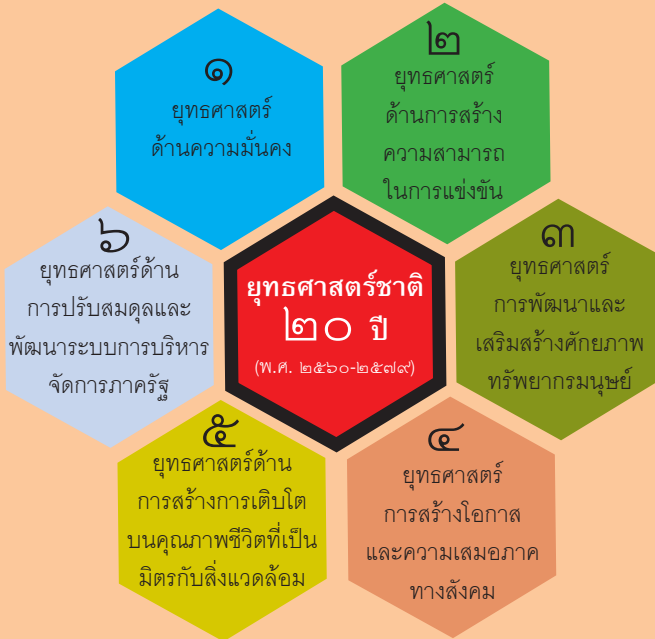 ๑
ยุทธศาสตร์
ด้านความมั่นคง
๒
ยุทธศาสตร์
ด้านการสร้าง
ความสามารถ
ในการแข่งขัน
๓
ยุทธศาสตร์
การพัฒนาและ
เสริมสร้างศักยภาพ
ทรัพยากรมนุษย์
๔
ยุทธศาสตร์
การสร้างโอกาส
และความเสมอภาค
ทางสังคม
๕
ยุทธศาสตร์ด้าน
การสร้างการเติบโต
บนคุณภาพชีวิตที่เป็น
มิตรกับสิ่งแวดล้อม
๖
ยุทธศาสตร์ด้าน
การปรับสมดุลและ
พัฒนาระบบการบริหาร
จัดการภาครัฐ
ยุทธศาสตร์ชาติ
๒๐ ปี
(พ.ศ. ๒๕๖๐-๒๕๗๙)